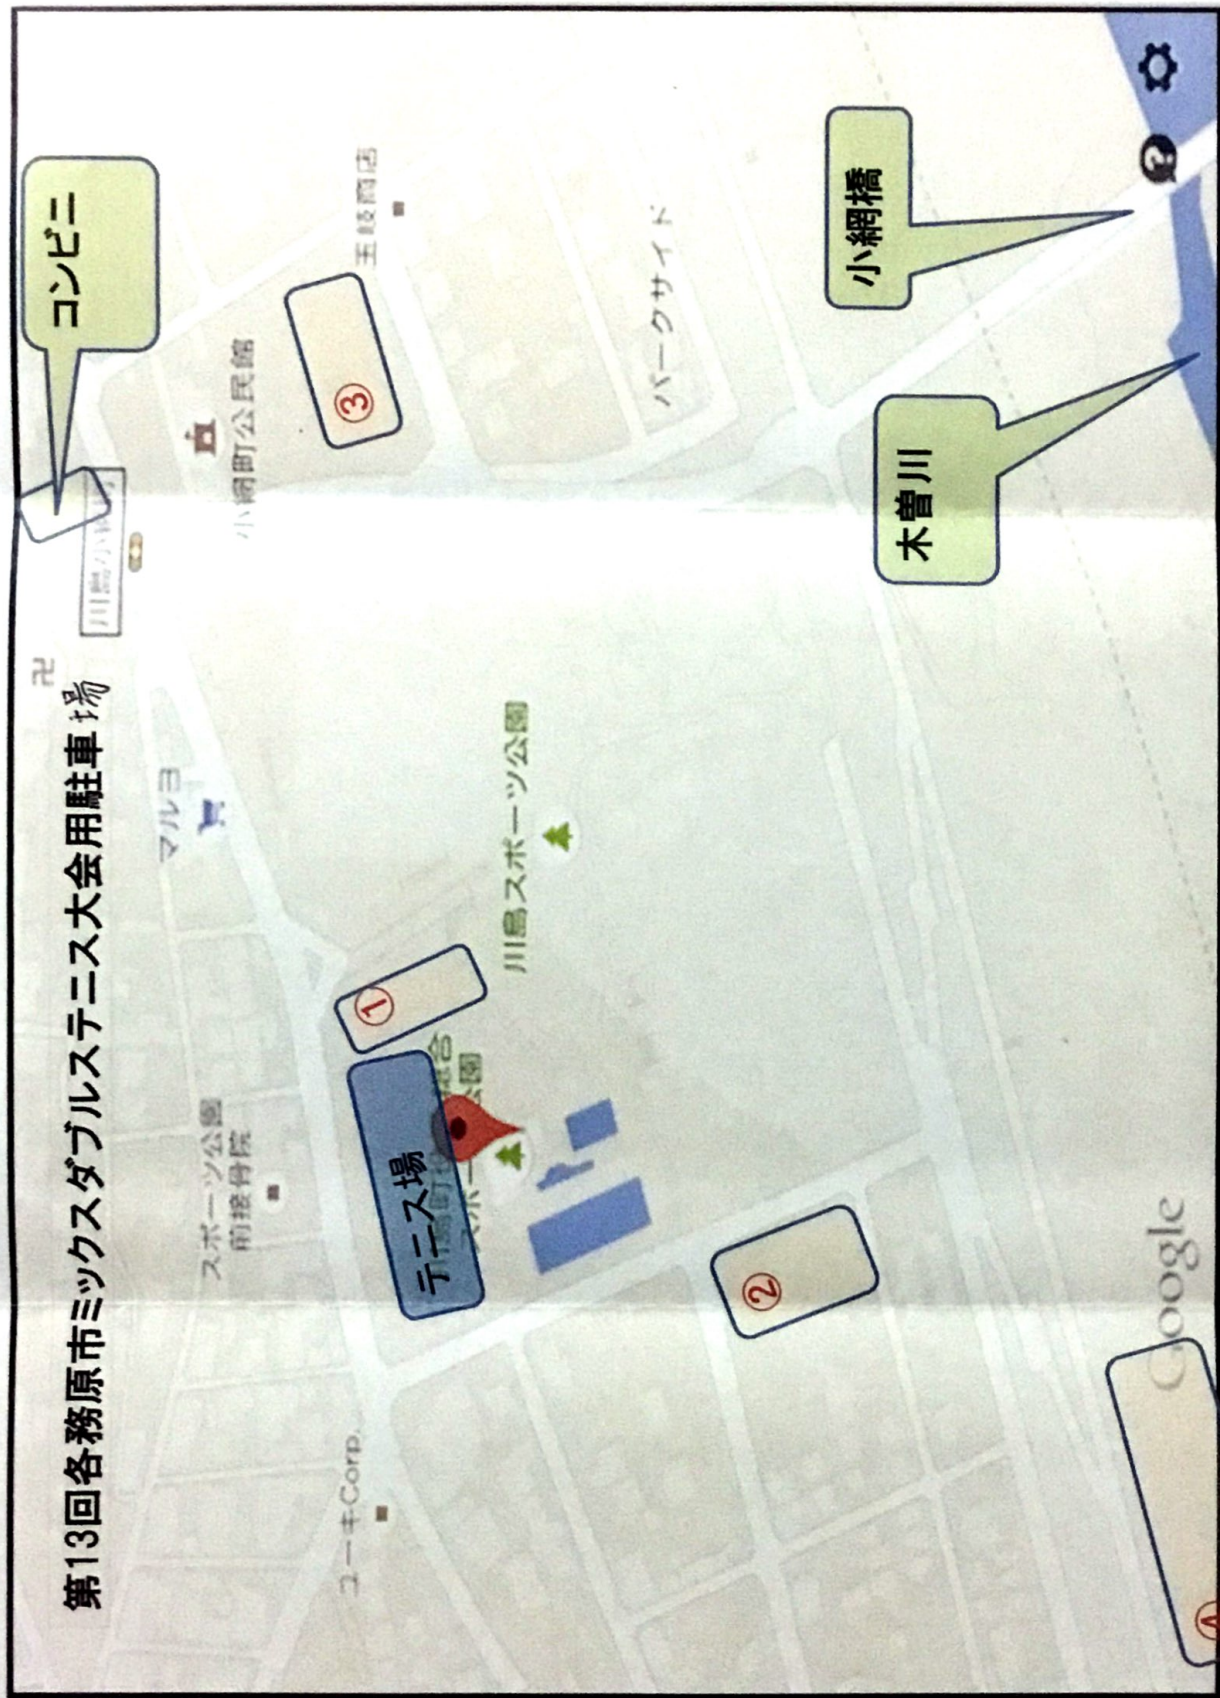 第13回各務原市ミックスダブルステニス大会用駐車場
卍
コンビニ
マルヨ
小網町公民館
スポーツ公園
前接骨院
玉岐商店
③
①
ユーキCorp.
テニス場
川島スポーツ公園
パークサイド
②
小網橋
木曽川
Google